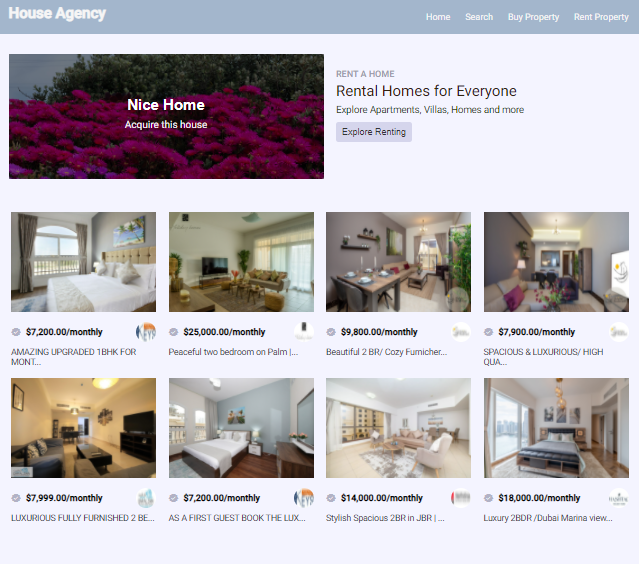 House Agency
Home
Search
Buy Property
Rent Property
Nice Home
Acquire this house
RENT A HOME
Rental Homes for Everyone
Explore Apartments, Villas, Homes and more
Explore Renting
$7,200.00/monthly
AMAZING UPGRADED 1BHK FOR
MONT...
$25,000.00/monthly
Peaceful two bedroom on Palm |...
$9,800.00/monthly
Beautiful 2 BR/ Cozy Furnicher...
$7,900.00/monthly
SPACIOUS & LUXURIOUS/ HIGH
QUA...
$7,999.00/monthly
LUXURIOUS FULLY FURNISHED 2 BE...
$7,200.00/monthly
AS A FIRST GUEST BOOK THE LUX...
$14,000.00/monthly
Stylish Spacious 2BR in JBR | ...
$18,000.00/monthly
Luxury 2BDR /Dubai Marina view...